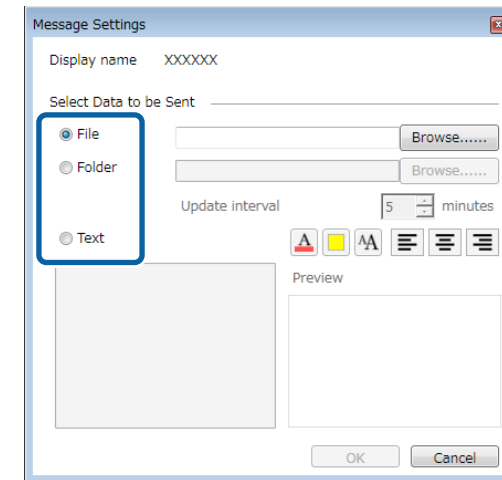 Message Settings
Display name XXXXXX
Select Data to be Sent
File Browse......
Folder Browse......
Update interval 5 minutes
Text A AA
Preview
OK Cancel